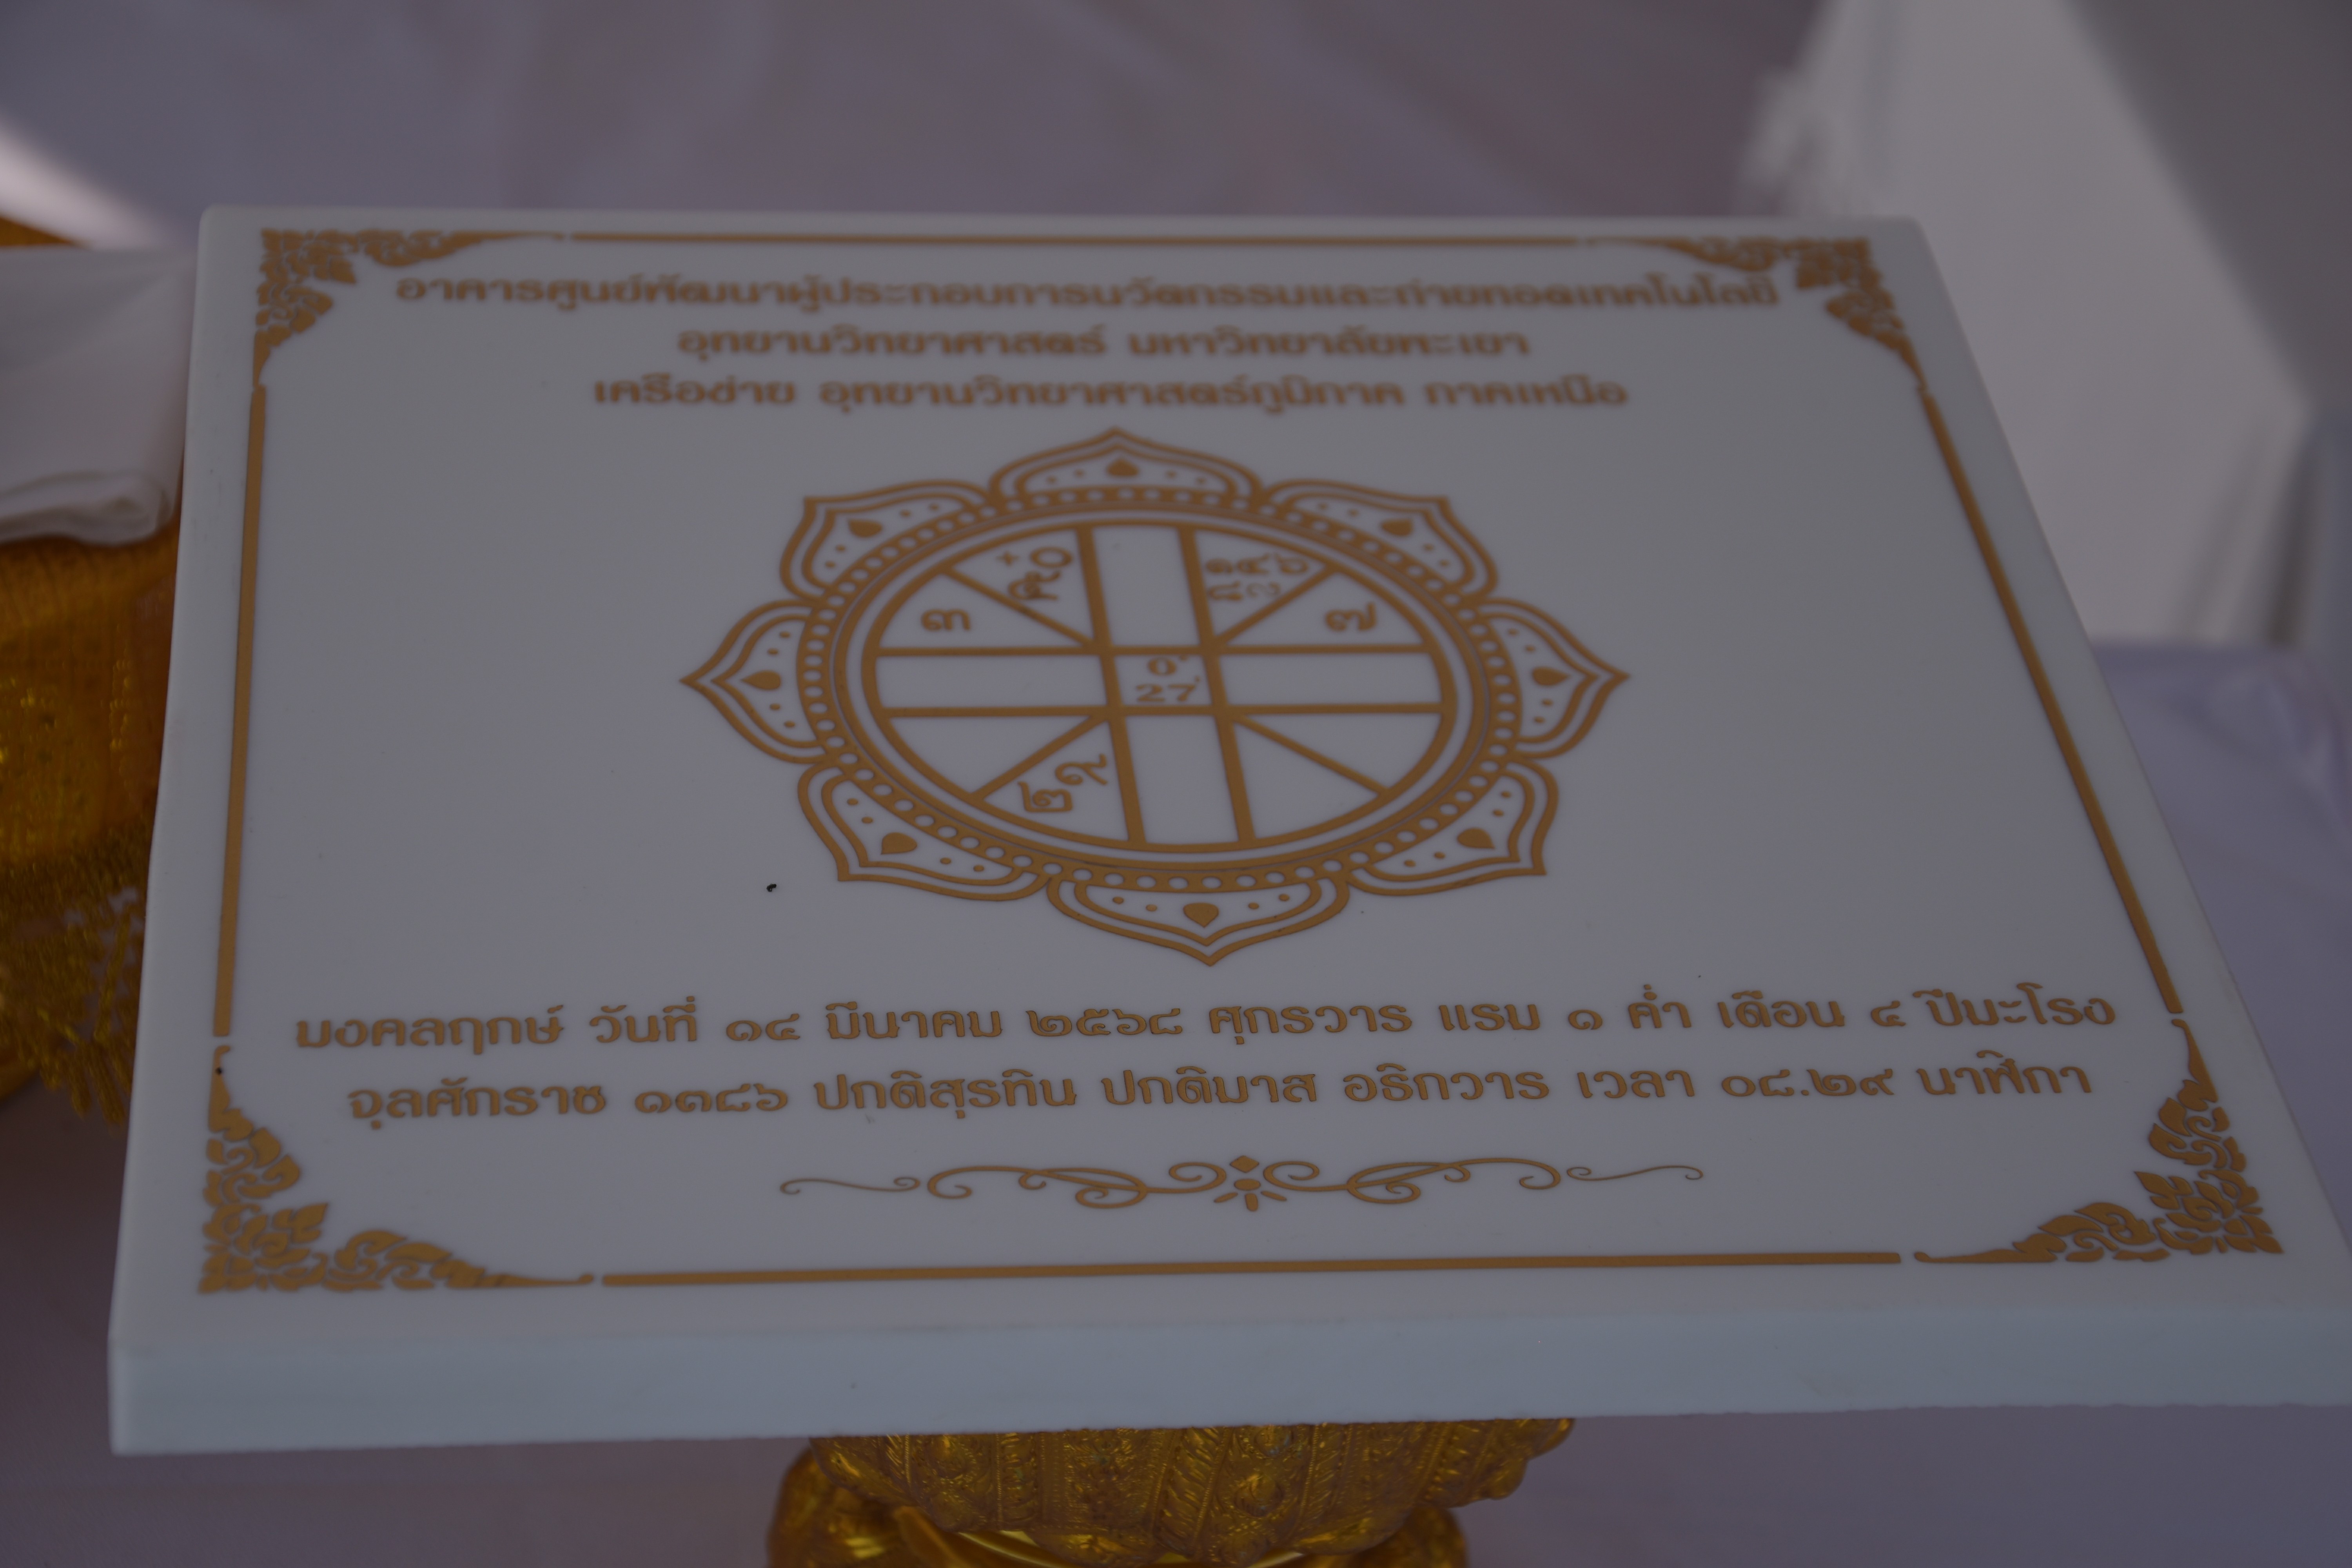 อาคารศูนย์พัฒนาผู้ประกอบการนวัตกรรมและถ่ายทอดเทคโนโลยี
อุทยานวิทยาศาสตร์ มหาวิทยาลัยพะเยา
เครือข่าย อุทยานวิทยาศาสตร์ภูมิภาค ภาคเหนือ
๓
๗
27
๒๙
มงคลฤกษ์ วันที่ ๑๔ มีนาคม ๒๕๖๘ ศุกรวาร แรม ๑ ค่ำ เดือน ๔ ปีมะโรง
จุลศักราช ๑๓๘๖ ปกติสุรทิน ปกติมาส อธิกวาร เวลา ๐๘.๒๙ นาฬิกา